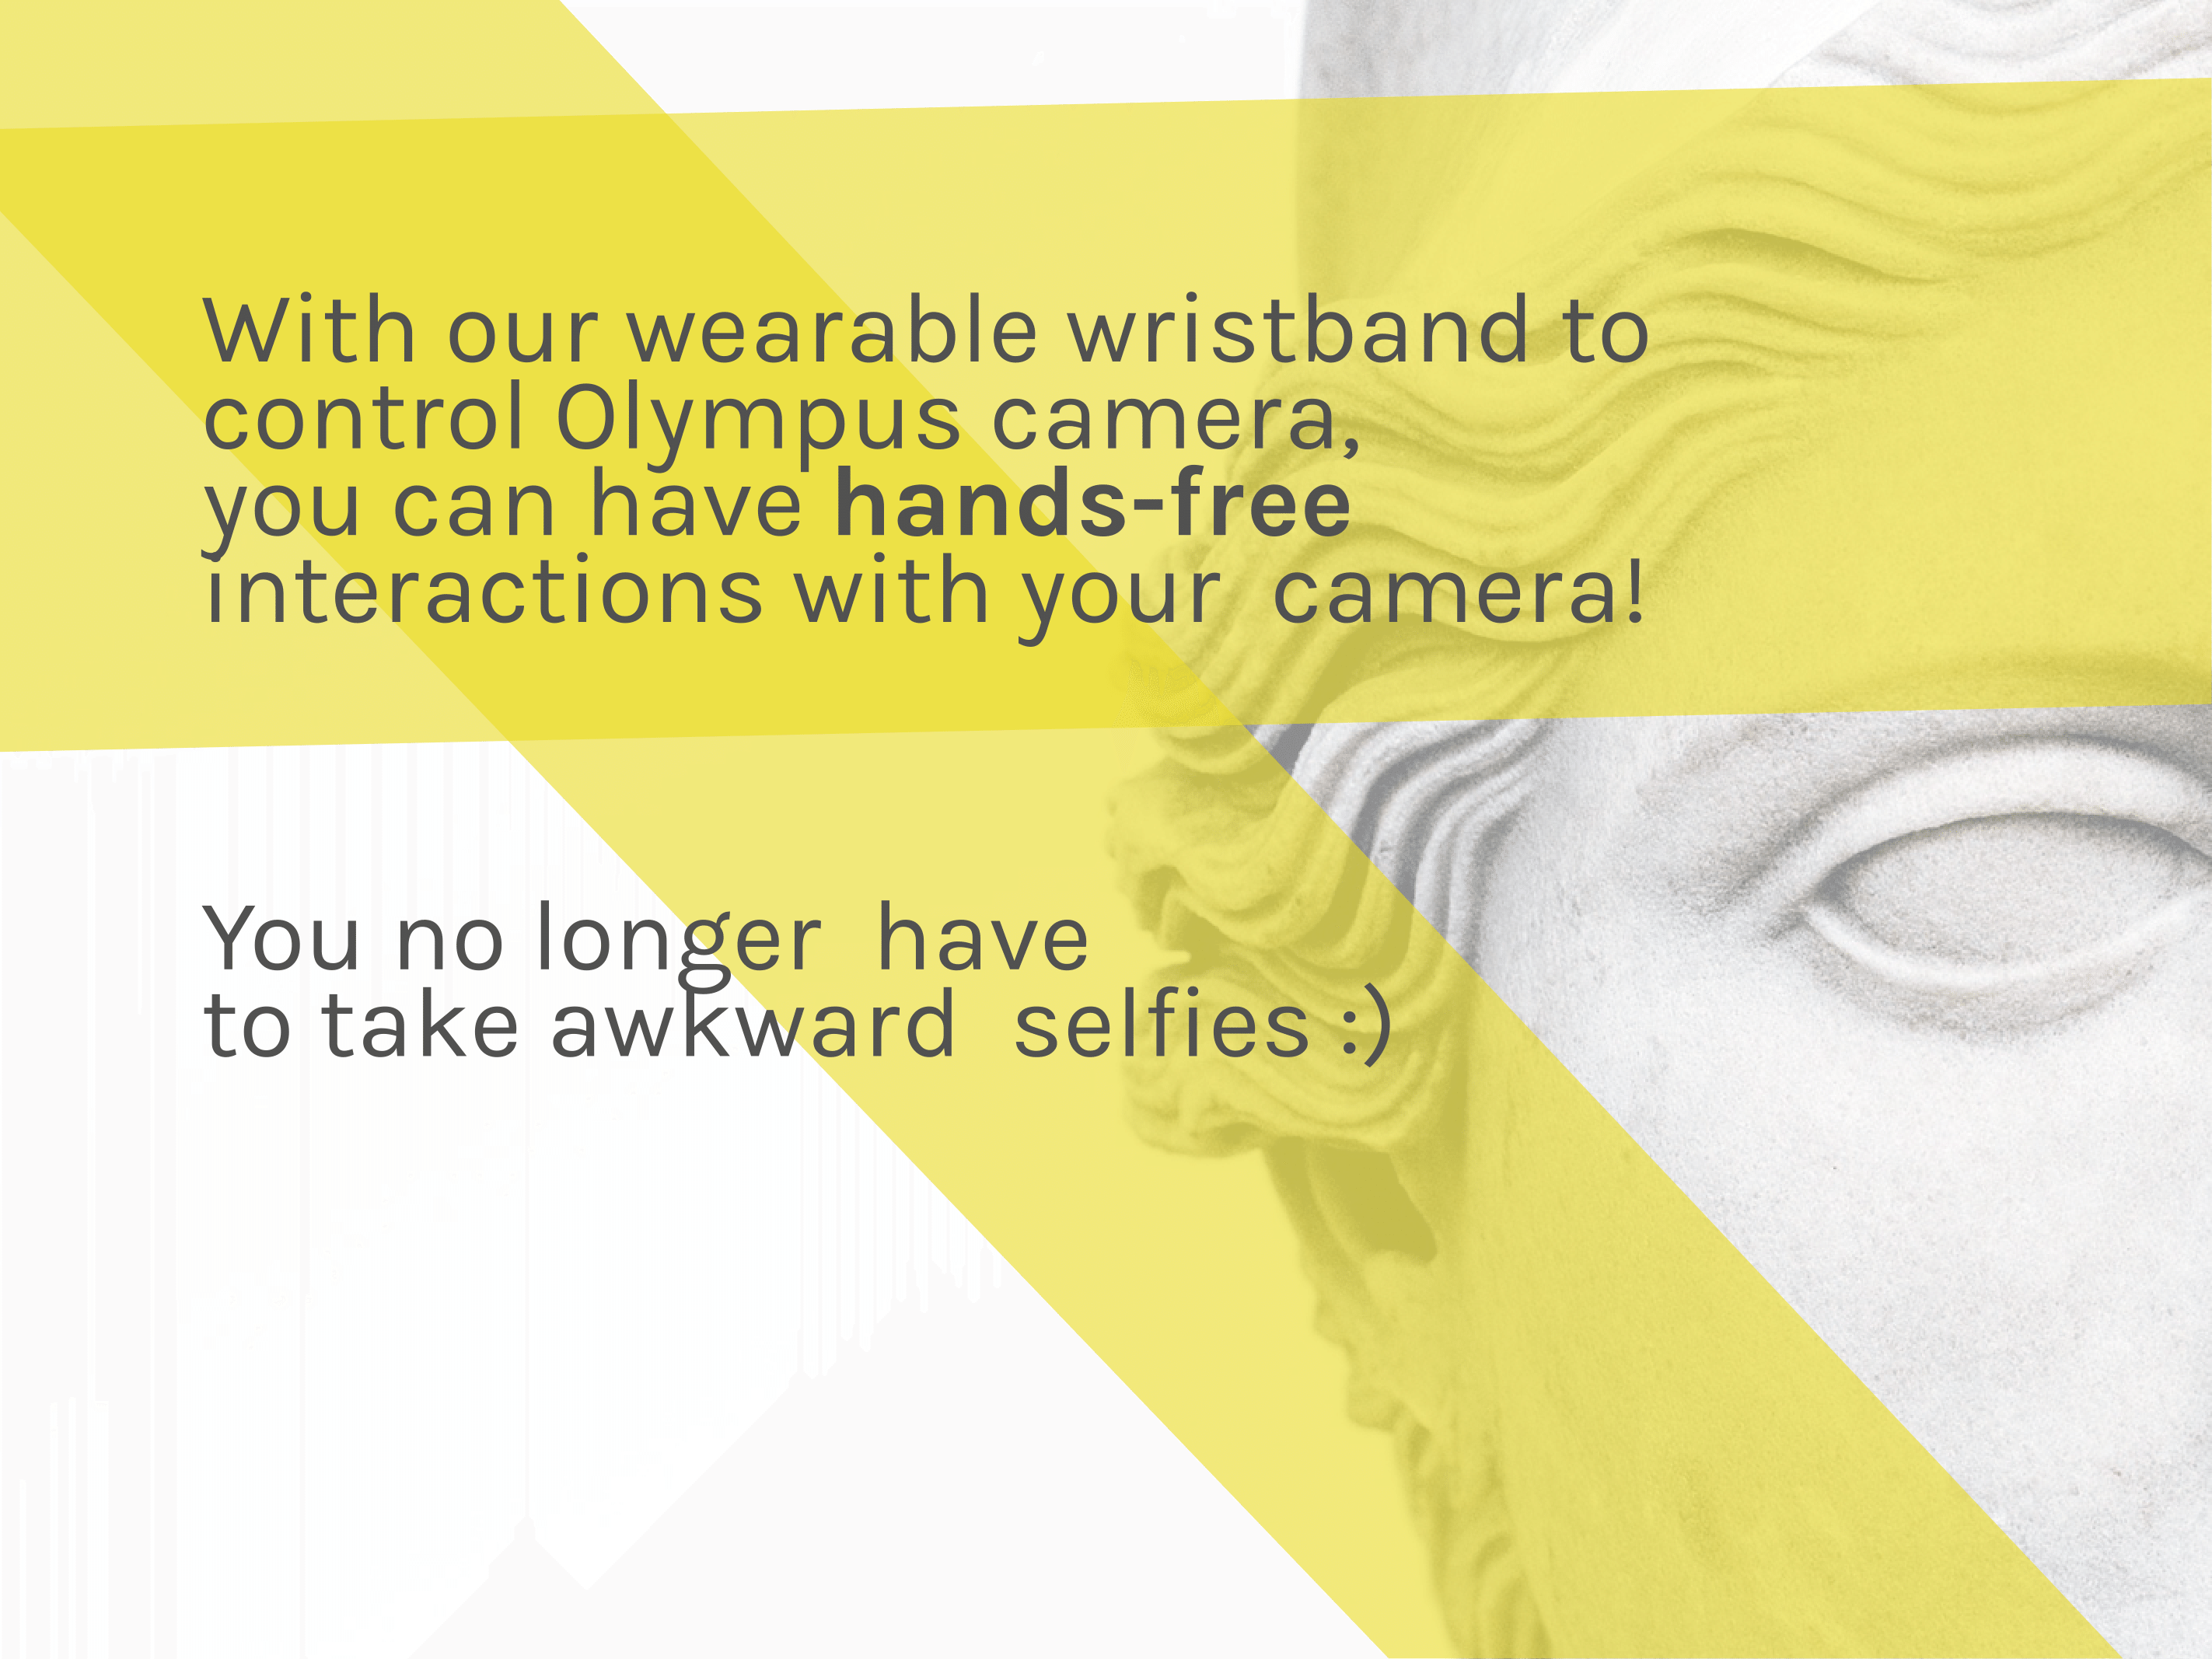 With our wearable wristband to
control Olympus camera,
you can have hands-free
interactions with your  camera!
You no longer  have
to take awkward  selfies :)